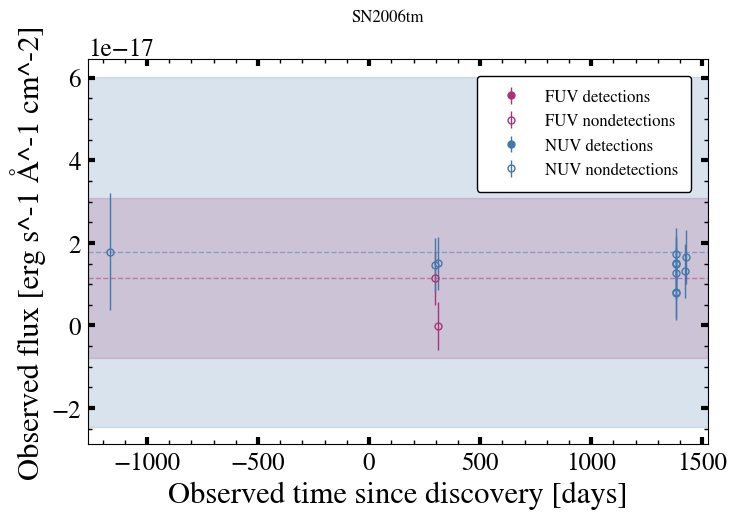 SN2006tm
1e−17
Observed flux [erg s^-1 Å^-1 cm^-2]
6
4
2
0
−2
FUV detections
FUV nondetections
NUV detections
NUV nondetections
−1000 −500 0 500 1000 1500
Observed time since discovery [days]